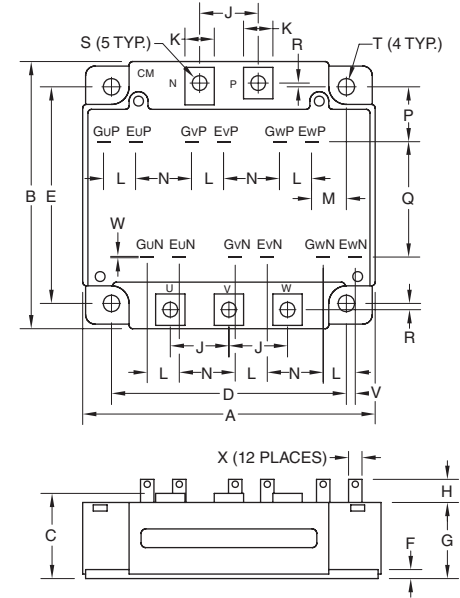 J
K K
S (5 TYP.) R T (4 TYP.)
CM N P
P
GUP EUP GVP EVP GWP EWP
L N L N L
B E M Q
W
GUN EUN GVN EVN GWN EWN
U V W
R
J J
L N L N L
D V
A
X (12 PLACES)
H
C G
F